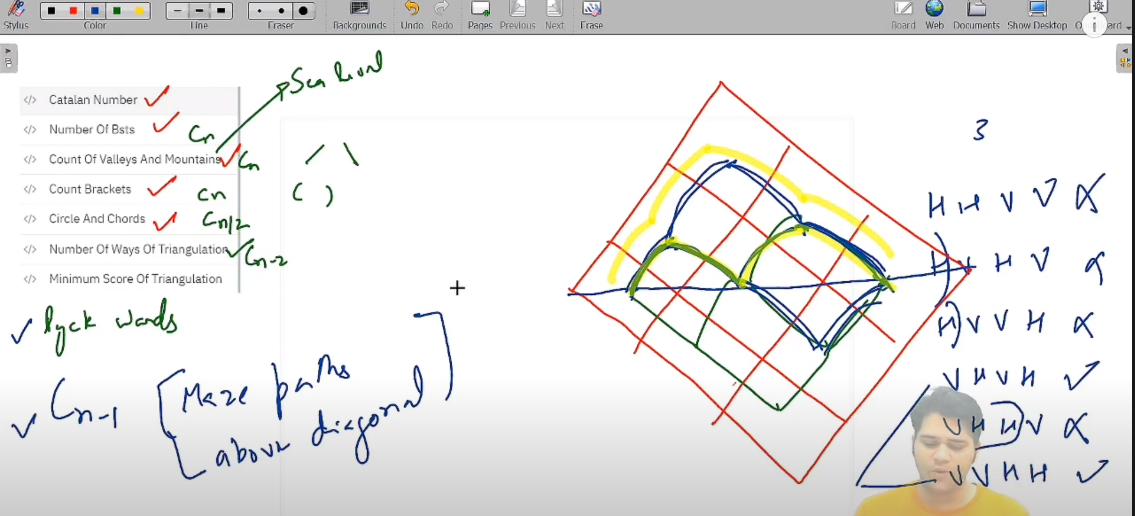 Stylus Color Line Eraser Backgrounds Undo Redo Pages Previous Next Erase Board Web Documents Show Desktop
Sea level
</> Catalan Number
</> Number Of Bsts Cn
</> Count Of Valleys And Mountains Cn / \
</> Count Brackets Cn ( )
</> Circle And Chords Cn/2
</> Number Of Ways Of Triangulation Cn-2
</> Minimum Score Of Triangulation
Dyck words
Cn-1 [Maze paths
above diagonal]
3
H H V V
H V H V
H V V H
V H V H ✓
V H H V
V V H H ✓